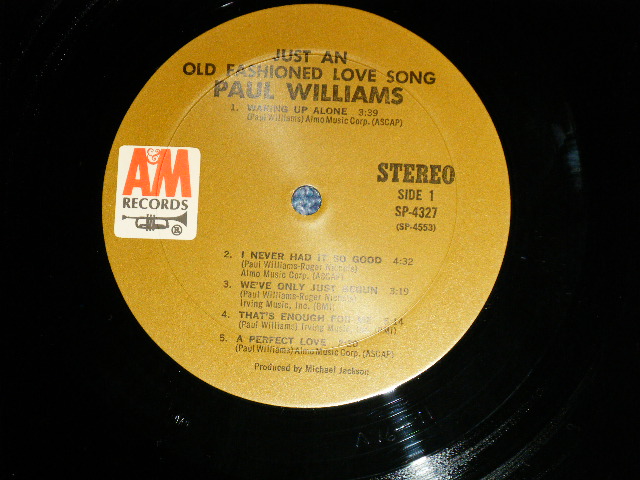 JUST AN
OLD FASHIONED LOVE SONG
PAUL WILLIAMS
1. WAKING UP ALONE 3:39
(Paul Williams) Almo Music Corp. (ASCAP)
A&M
RECORDS
®
STEREO
SIDE 1
SP-4327
(SP-4553)
2. I NEVER HAD IT SO GOOD 4:32
(Paul Williams-Roger Nichols)
Almo Music Corp. (ASCAP)
3. WE'VE ONLY JUST BEGUN 3:19
(Paul Williams-Roger Nichols)
Irving Music, Inc. (BMI)
4. THAT'S ENOUGH FOR ME
(Paul Williams) Irving Music, Inc. (BMI)
5. A PERFECT LOVE
(Paul Williams) Almo Music Corp. (ASCAP)
Produced by Michael Jackson